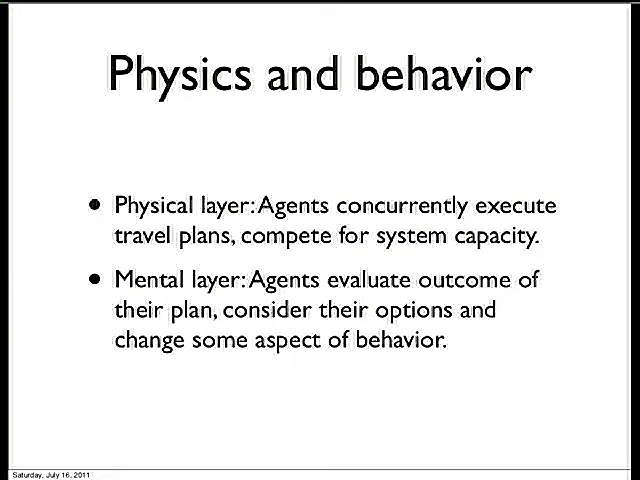 Physics and behavior
• Physical layer: Agents concurrently execute
travel plans, compete for system capacity.
• Mental layer: Agents evaluate outcome of
their plan, consider their options and
change some aspect of behavior.
Saturday, July 16, 2011